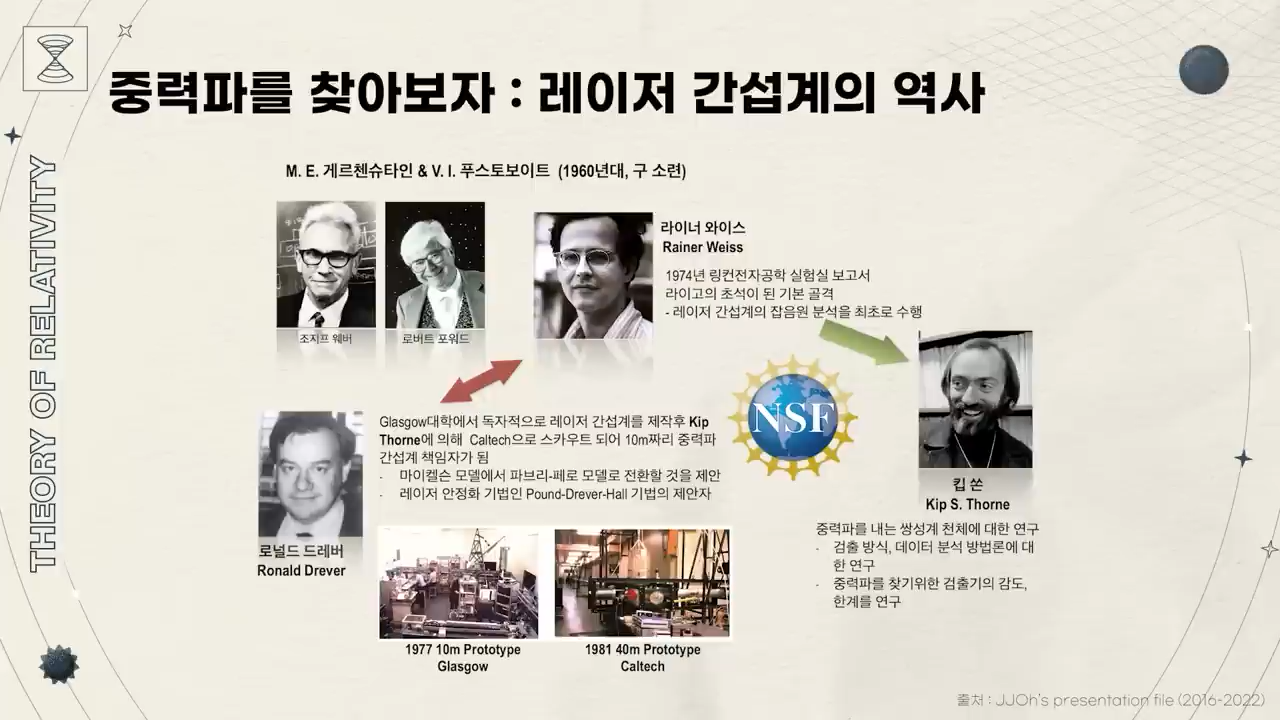 중력파를 찾아보자 : 레이저 간섭계의 역사
THEORY OF RELATIVITY
M. E. 게르첸슈타인 & V. I. 푸스토보이트 (1960년대, 구 소련)
조지프 웨버
로버트 포워드
라이너 와이스
Rainer Weiss
1974년 링컨전자공학 실험실 보고서
라이고의 초석이 된 기본 골격
- 레이저 간섭계의 잡음원 분석을 최초로 수행
NSF
Glasgow대학에서 독자적으로 레이저 간섭계를 제작후 Kip
Thorne에 의해 Caltech으로 스카우트 되어 10m짜리 중력파
간섭계 책임자가 됨
- 마이켈슨 모델에서 파브리-페로 모델로 전환할 것을 제안
- 레이저 안정화 기법인 Pound-Drever-Hall 기법의 제안자
로널드 드레버
Ronald Drever
1977 10m Prototype
Glasgow
1981 40m Prototype
Caltech
킵 쏜
Kip S. Thorne
중력파를 내는 쌍성계 천체에 대한 연구
- 검출 방식, 데이터 분석 방법론에 대
한 연구
- 중력파를 찾기위한 검출기의 감도,
한계를 연구
출처 : JJOh's presentation file (2016-2022)